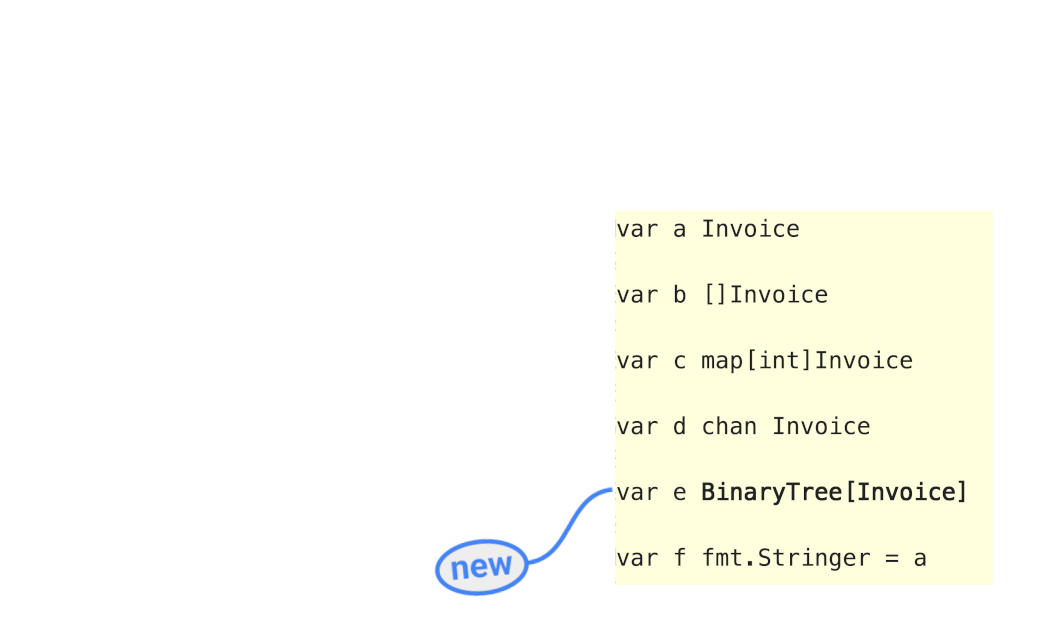 var a Invoice
var b []Invoice
var c map[int]Invoice
var d chan Invoice
var e BinaryTree[Invoice]
new
var f fmt.Stringer = a